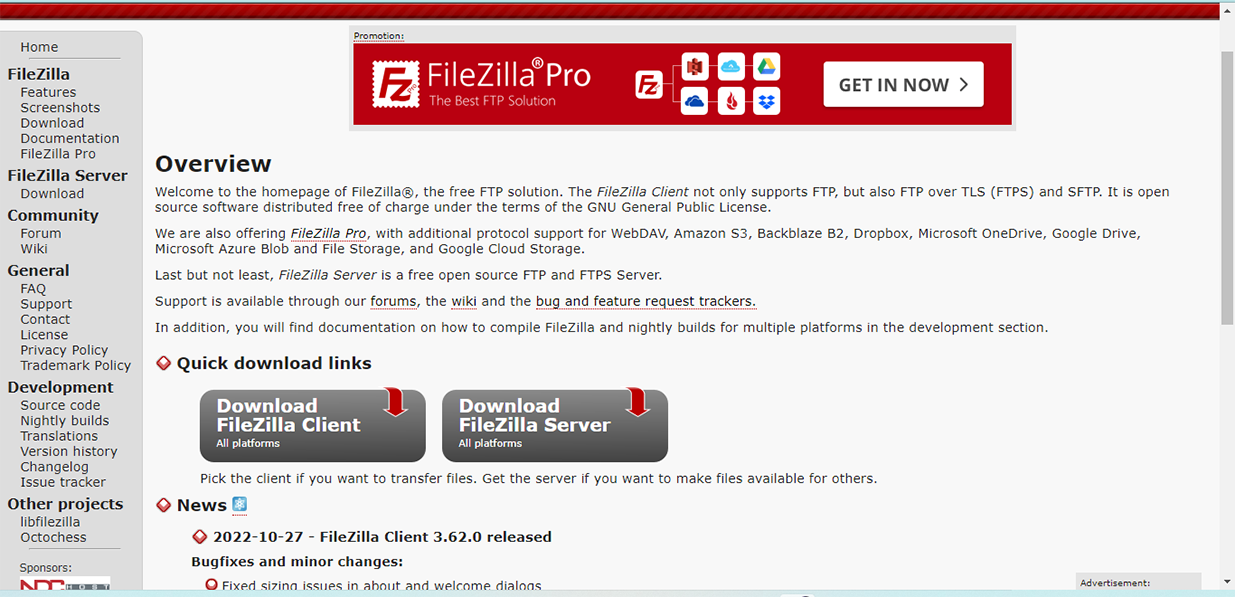 Home
FileZilla
Features
Screenshots
Download
Documentation
FileZilla Pro
FileZilla Server
Download
Community
Forum
Wiki
General
FAQ
Support
Contact
License
Privacy Policy
Trademark Policy
Development
Source code
Nightly builds
Translations
Version history
Changelog
Issue tracker
Other projects
libfilezilla
Octochess
Sponsors:
Promotion:
Fz PRO
FileZilla® Pro
The Best FTP Solution
Fz
GET IN NOW
Overview
Welcome to the homepage of FileZilla®, the free FTP solution. The FileZilla Client not only supports FTP, but also FTP over TLS (FTPS) and SFTP. It is open
source software distributed free of charge under the terms of the GNU General Public License.
We are also offering FileZilla Pro, with additional protocol support for WebDAV, Amazon S3, Backblaze B2, Dropbox, Microsoft OneDrive, Google Drive,
Microsoft Azure Blob and File Storage, and Google Cloud Storage.
Last but not least, FileZilla Server is a free open source FTP and FTPS Server.
Support is available through our forums, the wiki and the bug and feature request trackers.
In addition, you will find documentation on how to compile FileZilla and nightly builds for multiple platforms in the development section.
Quick download links
Download
FileZilla Client
All platforms
Download
FileZilla Server
All platforms
Pick the client if you want to transfer files. Get the server if you want to make files available for others.
News
2022-10-27 - FileZilla Client 3.62.0 released
Bugfixes and minor changes:
Fixed sizing issues in about and welcome dialogs
Advertisement: